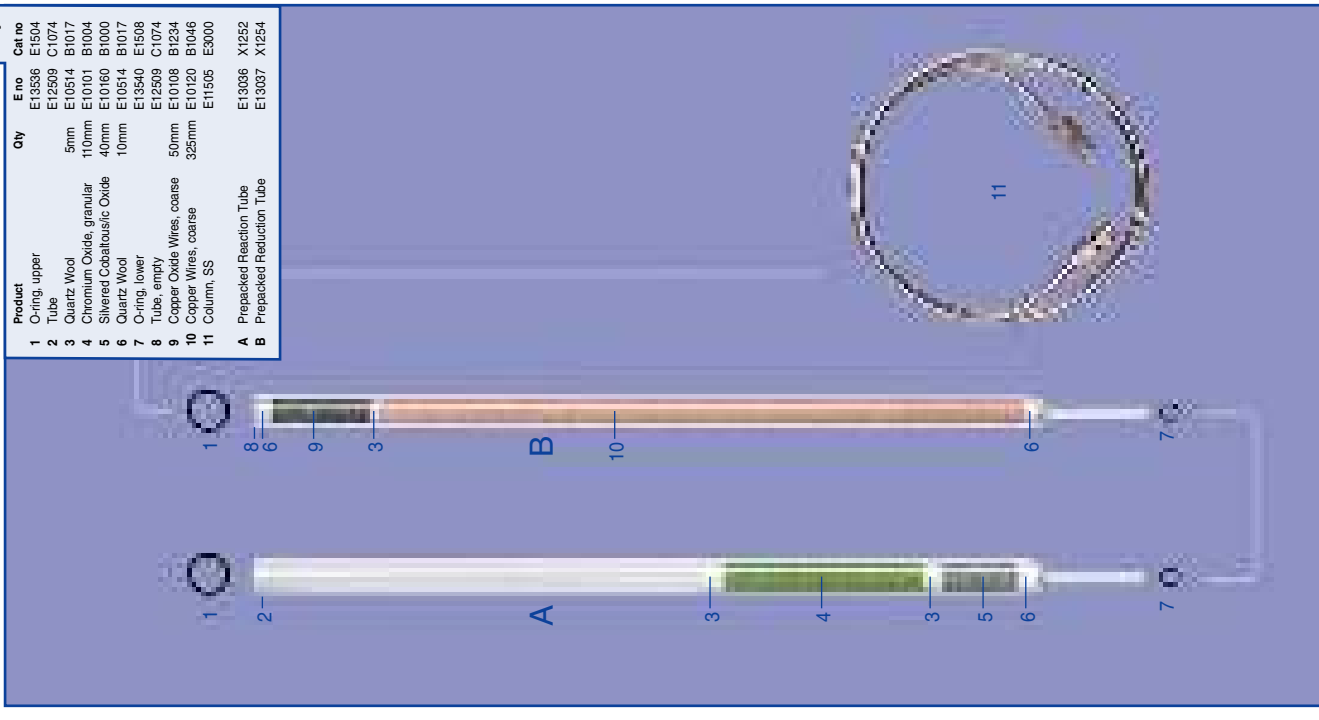 Product Qty E no Cat no
1 O-ring, upper E13536 E1504
2 Tube E12509 C1074
3 Quartz Wool 5mm E10514 B1017
4 Chromium Oxide, granular 110mm E10101 B1004
5 Silvered Cobaltous/ic Oxide 40mm E10160 B1000
6 Quartz Wool 10mm E10514 B1017
7 O-ring, lower E13540 E1508
8 Tube, empty E12509 C1074
9 Copper Oxide Wires, coarse 50mm E10108 B1234
10 Copper Wires, coarse 325mm E10120 B1046
11 Column, SS E11505 E3000
A Prepacked Reaction Tube E13036 X1252
B Prepacked Reduction Tube E13037 X1254
1
8
6
9
3
B
10
6
7
1
2
A
3
4
3
5
6
7
11